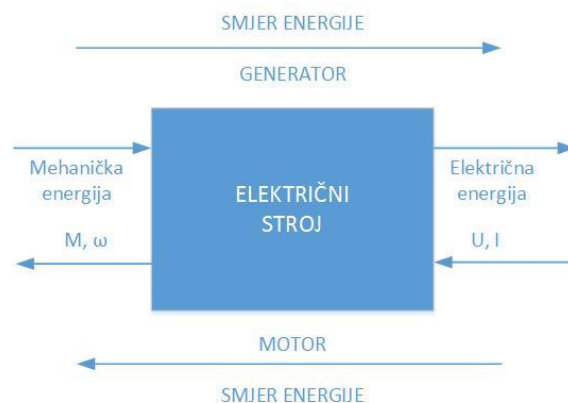 SMJER ENERGIJE
GENERATOR
Mehanička
energija
ELEKTRIČNI
STROJ
Električna
energija
M, ω
U, I
MOTOR
SMJER ENERGIJE